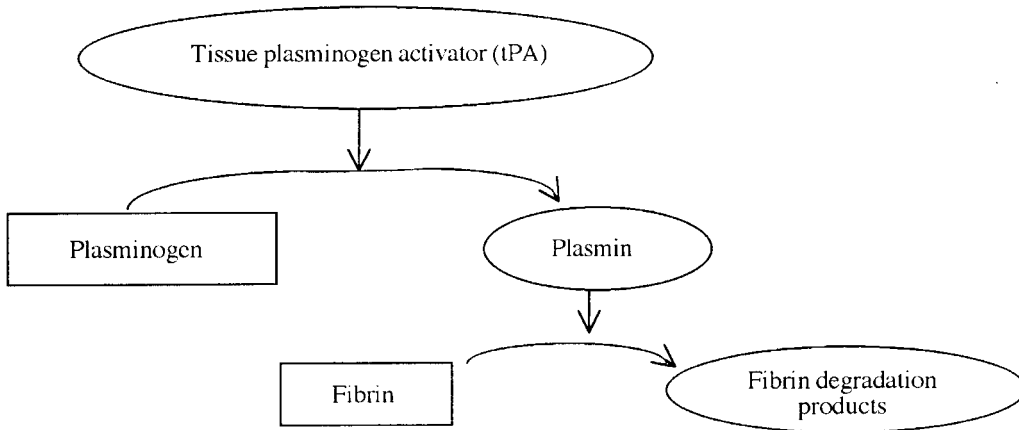 Tissue plasminogen activator (tPA)
Plasminogen
Plasmin
Fibrin
Fibrin degradation
products